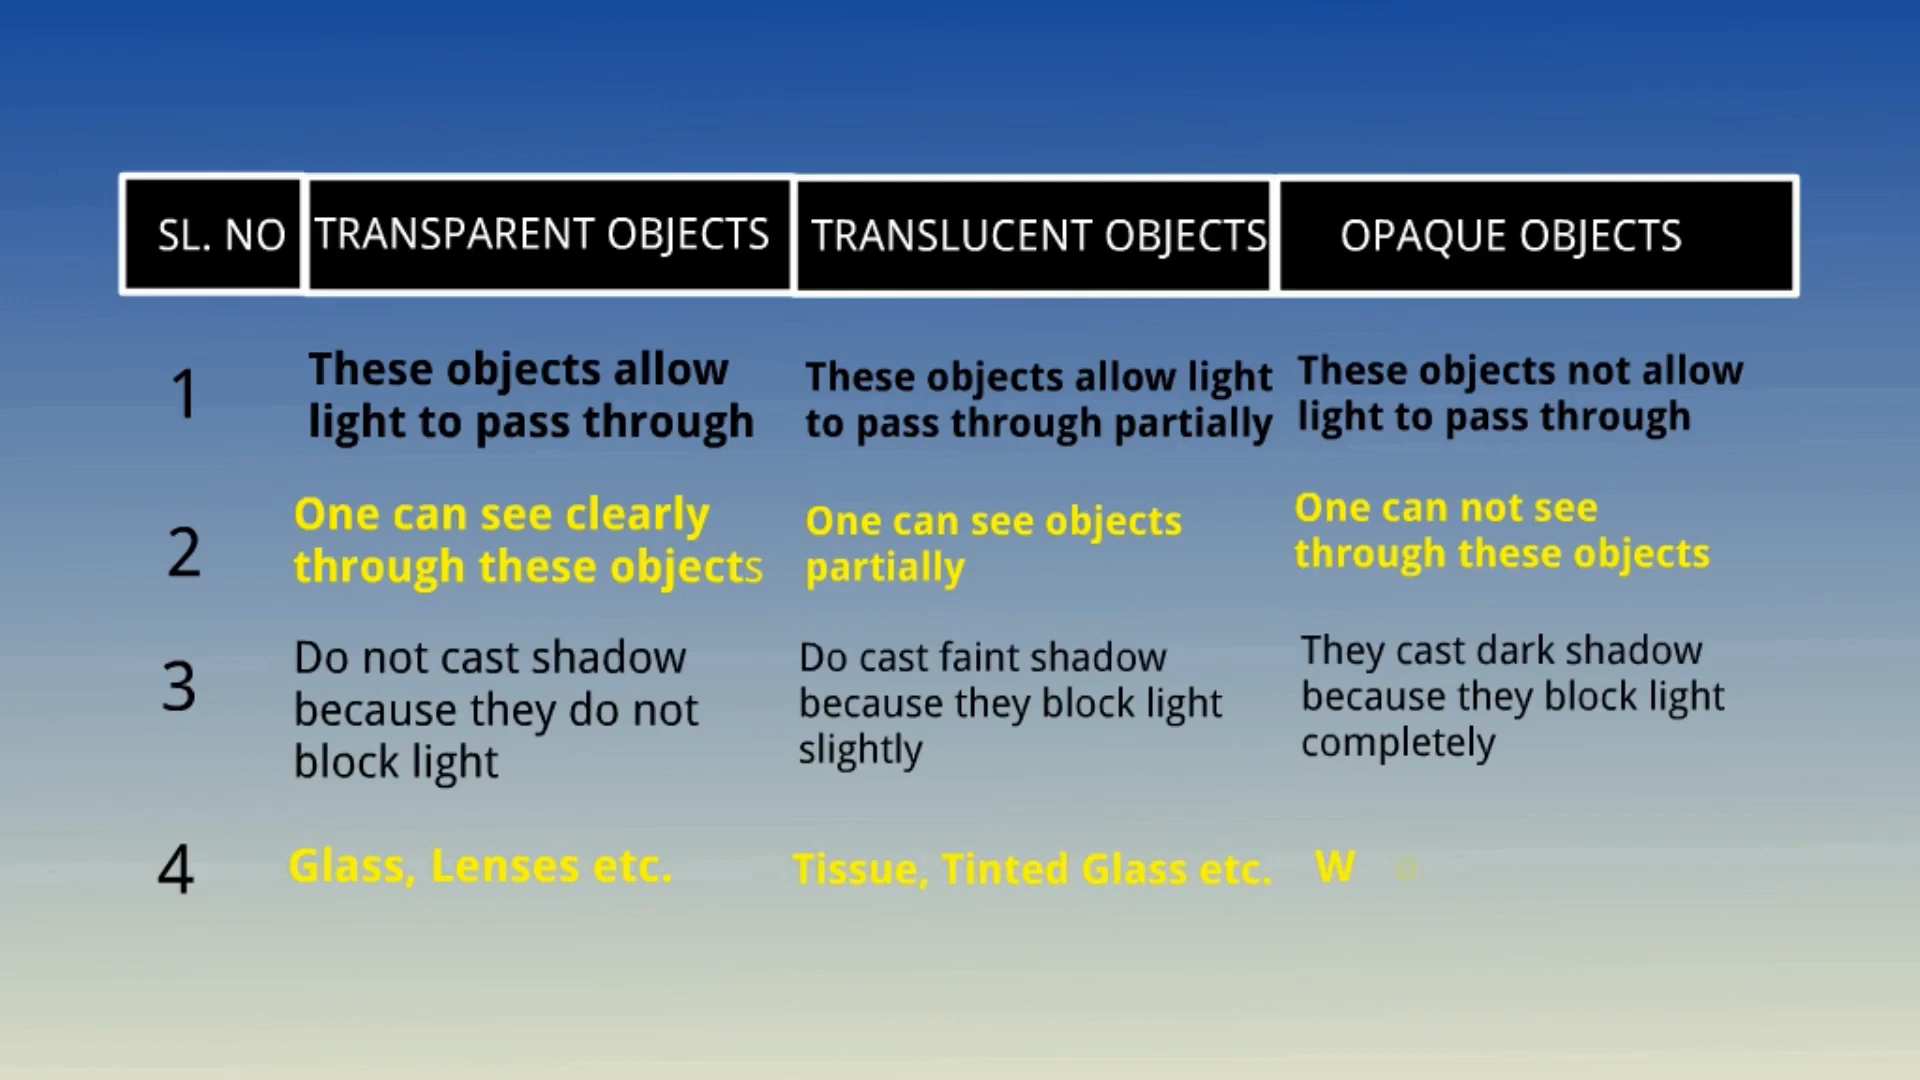 SL. NO TRANSPARENT OBJECTS TRANSLUCENT OBJECTS OPAQUE OBJECTS
1
These objects allow
light to pass through
These objects allow light
to pass through partially
These objects not allow
light to pass through
2
One can see clearly
through these objects
One can see objects
partially
One can not see
through these objects
3
Do not cast shadow
because they do not
block light
Do cast faint shadow
because they block light
slightly
They cast dark shadow
because they block light
completely
4
Glass, Lenses etc.
Tissue, Tinted Glass etc.
W